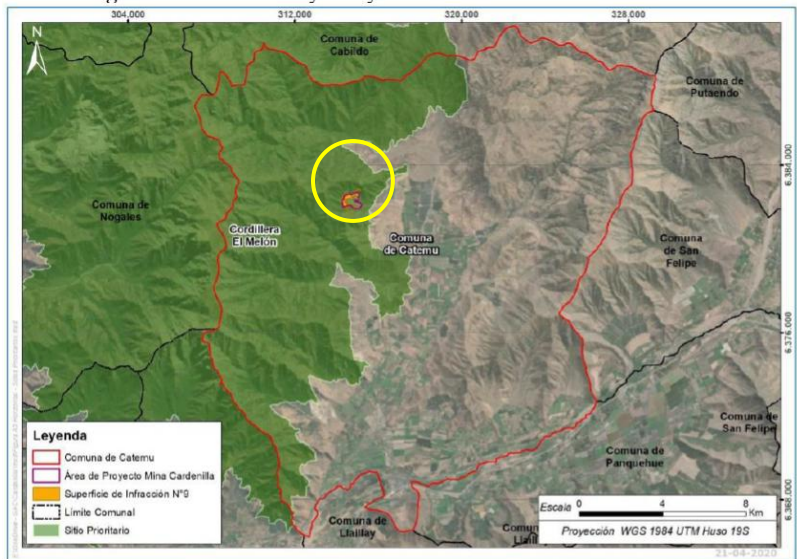 304.000
312.000
320.000
328.000
N
Comuna de
Cabildo
Comuna de
Putaendo
6.384.000
Comuna de
Nogales
Cordillera
El Melón
Comuna
de Catemu
Comuna
de San
Felipe
6.376.000
Leyenda
Comuna de Catemu
Área de Proyecto Mina Cardenilla
Superficie de Infracción N°9
Límite Comunal
Sitio Prioritario
Comuna de
San Felipe
Comuna de
Panquehue
Comuna de
Llaillay
Escala 0 4 8
Km
Proyección WGS 1984 UTM Huso 19S
6.368.000
21-04-2020